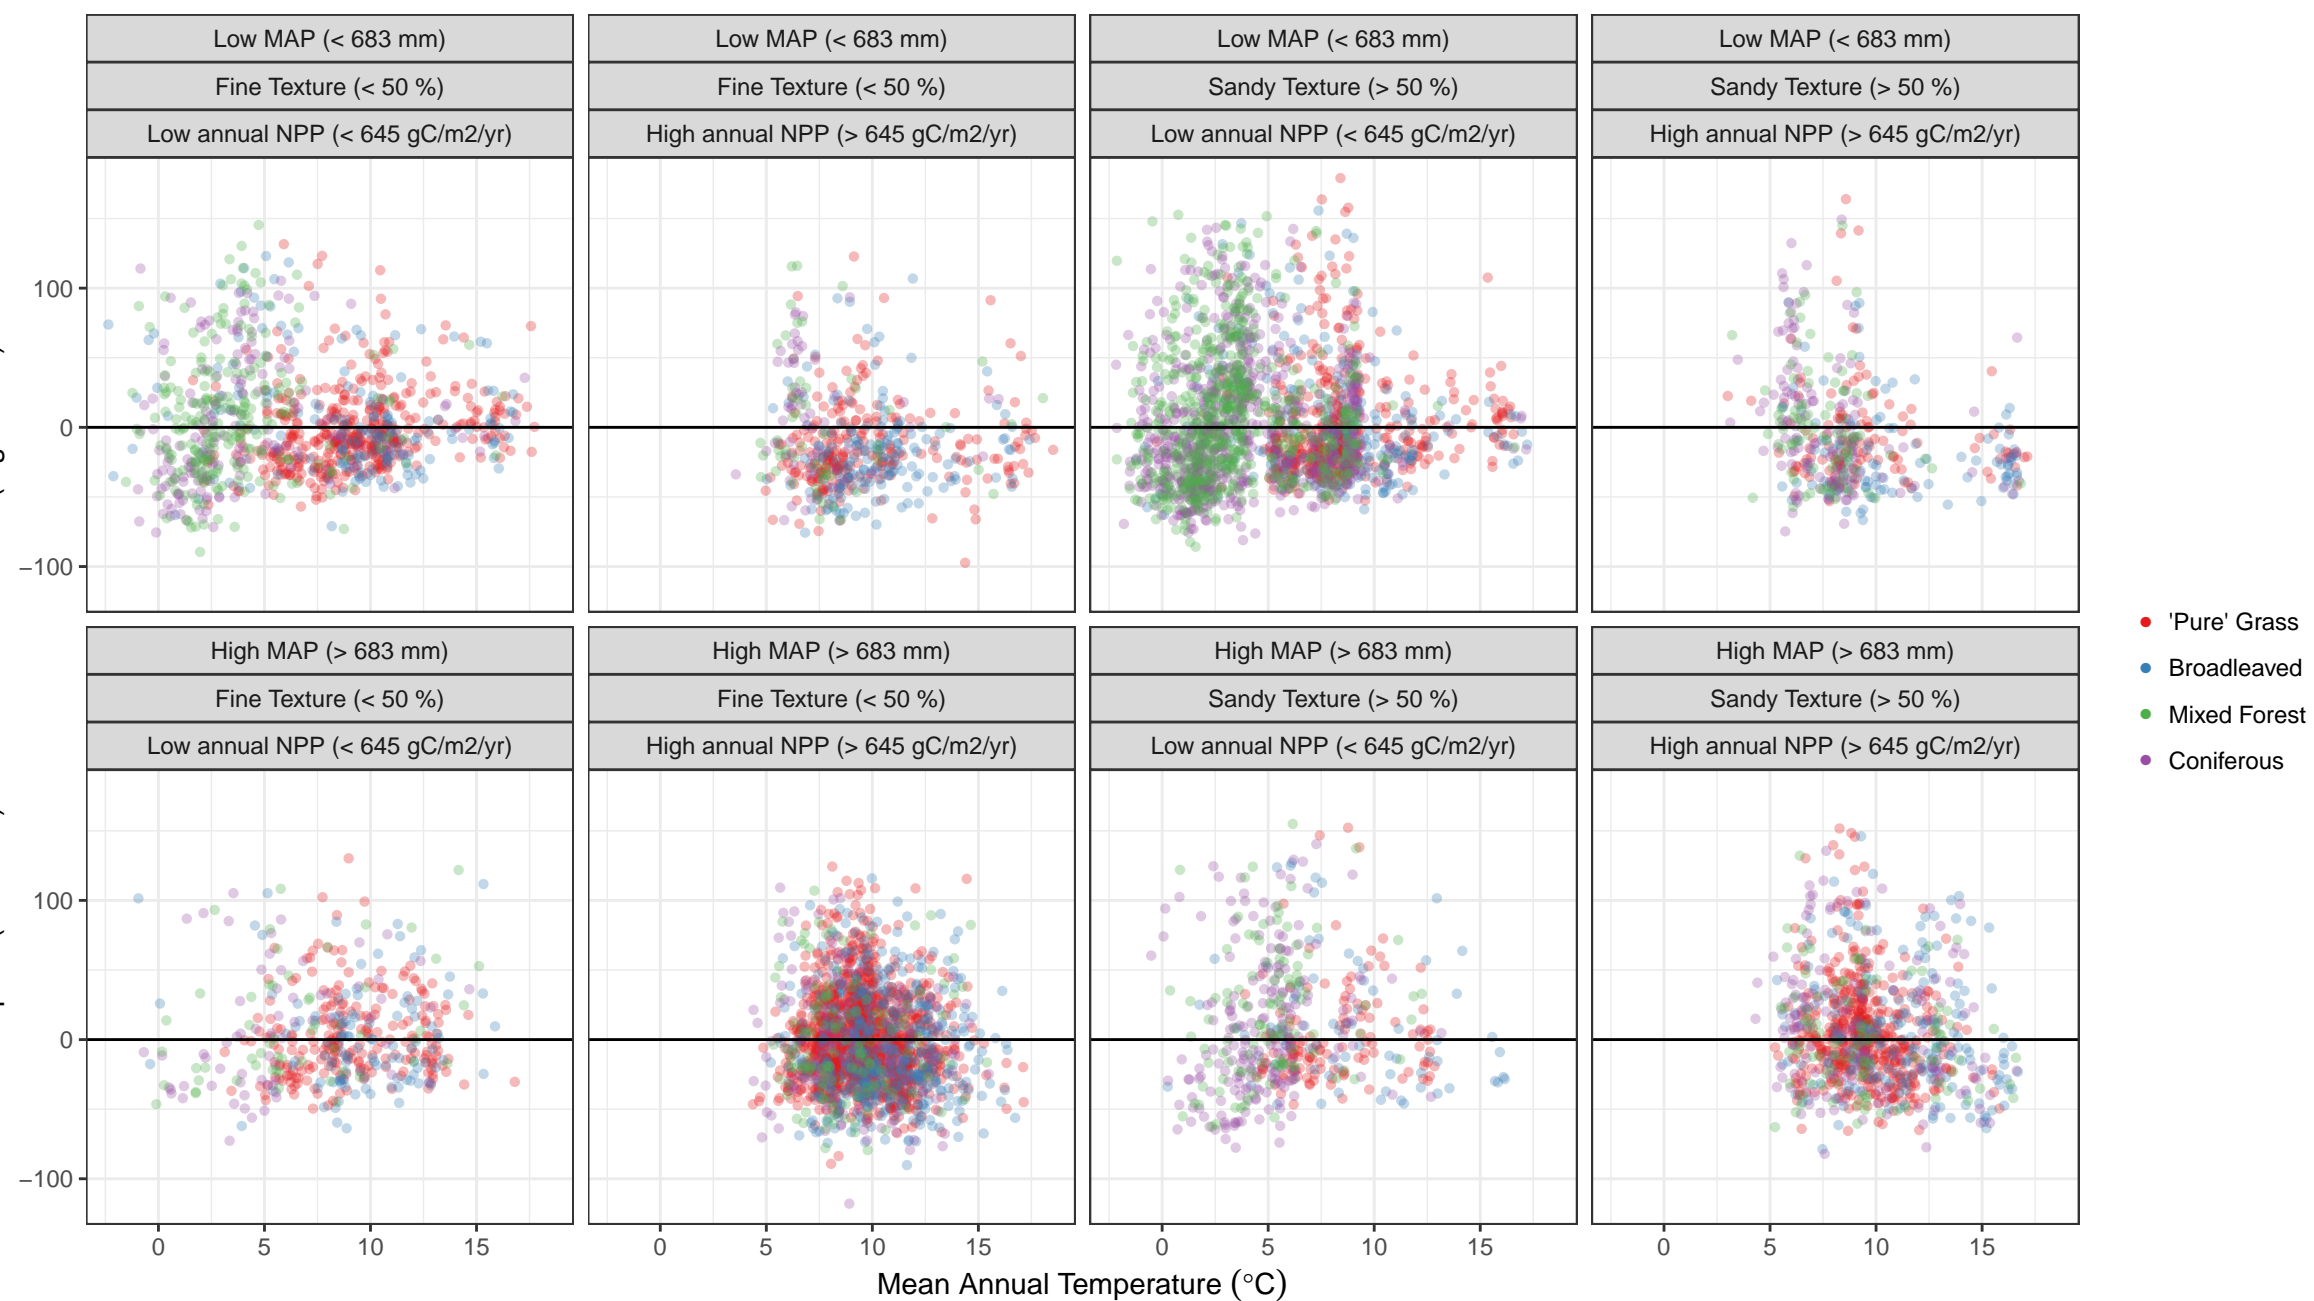 Low MAP (< 683 mm)
Low MAP (< 683 mm)
Low MAP (< 683 mm)
Low MAP (< 683 mm)
Fine Texture (< 50 %)
Fine Texture (< 50 %)
Sandy Texture (> 50 %)
Sandy Texture (> 50 %)
Low annual NPP (< 645 gC/m2/yr)
High annual NPP (> 645 gC/m2/yr)
Low annual NPP (< 645 gC/m2/yr)
High annual NPP (> 645 gC/m2/yr)
100
0
−100
High MAP (> 683 mm)
High MAP (> 683 mm)
High MAP (> 683 mm)
High MAP (> 683 mm)
Fine Texture (< 50 %)
Fine Texture (< 50 %)
Sandy Texture (> 50 %)
Sandy Texture (> 50 %)
Low annual NPP (< 645 gC/m2/yr)
High annual NPP (> 645 gC/m2/yr)
Low annual NPP (< 645 gC/m2/yr)
High annual NPP (> 645 gC/m2/yr)
100
0
−100
0 5 10 15
0 5 10 15
0 5 10 15
0 5 10 15
Mean Annual Temperature (°C)
'Pure' Grass
Broadleaved
Mixed Forest
Coniferous